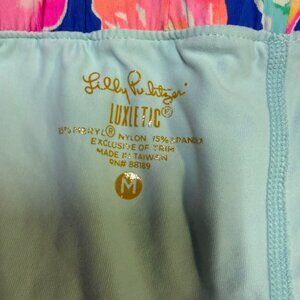 Lilly Pulitzer®
LUXLETIC®
NYLON 15% SPANDEX
EXCLUSIVE OF TRIM
MADE IN TAIWAN
RN# 88189
M